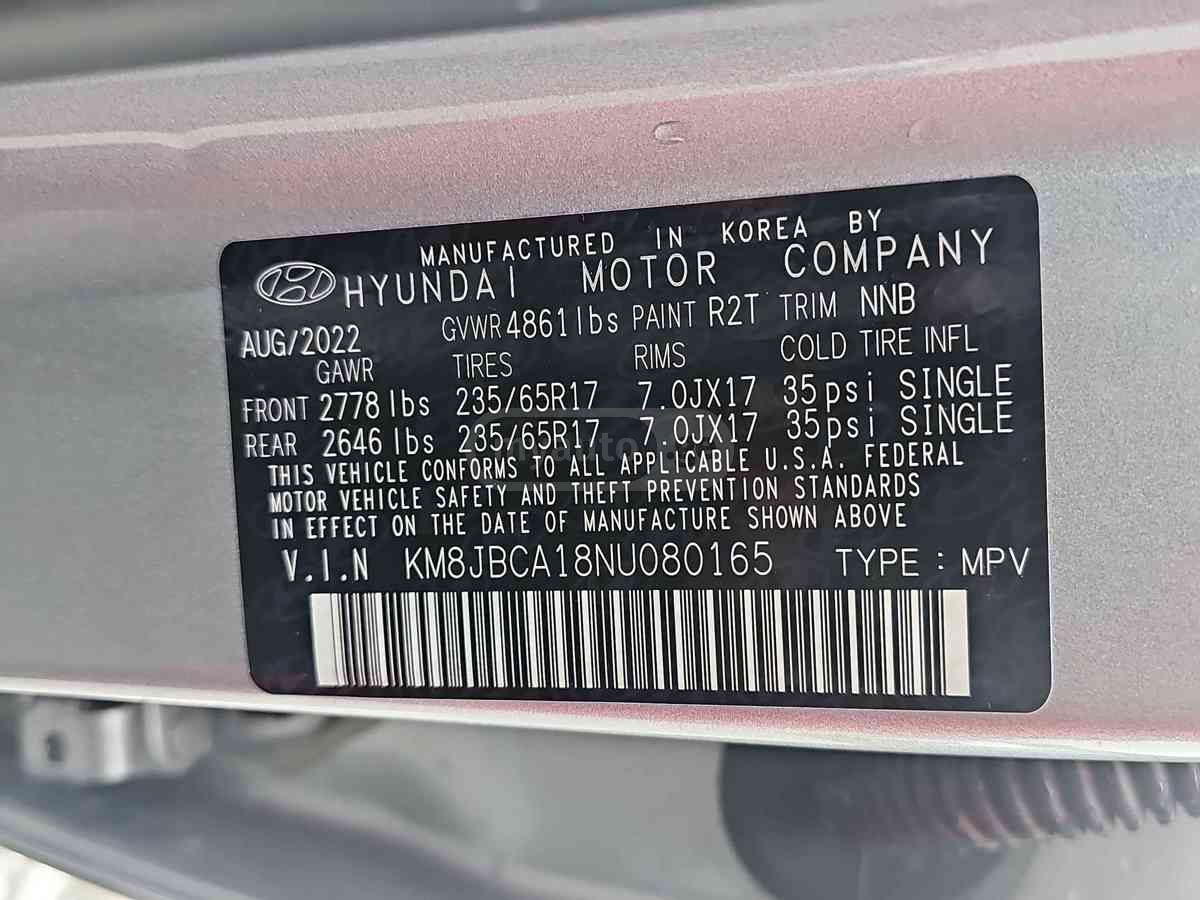 MANUFACTURED IN KOREA BY
HYUNDAI MOTOR COMPANY
AUG/2022 GVWR 4861lbs PAINT R2T TRIM NNB
GAWR TIRES RIMS COLD TIRE INFL
FRONT 2778 lbs 235/65R17 7.0JX17 35psi SINGLE
REAR 2646 lbs 235/65R17 7.0JX17 35psi SINGLE
myauto
THIS VEHICLE CONFORMS TO ALL APPLICABLE U.S.A. FEDERAL
MOTOR VEHICLE SAFETY AND THEFT PREVENTION STANDARDS
IN EFFECT ON THE DATE OF MANUFACTURE SHOWN ABOVE
V.I.N KM8JBCA18NU080165 TYPE : MPV